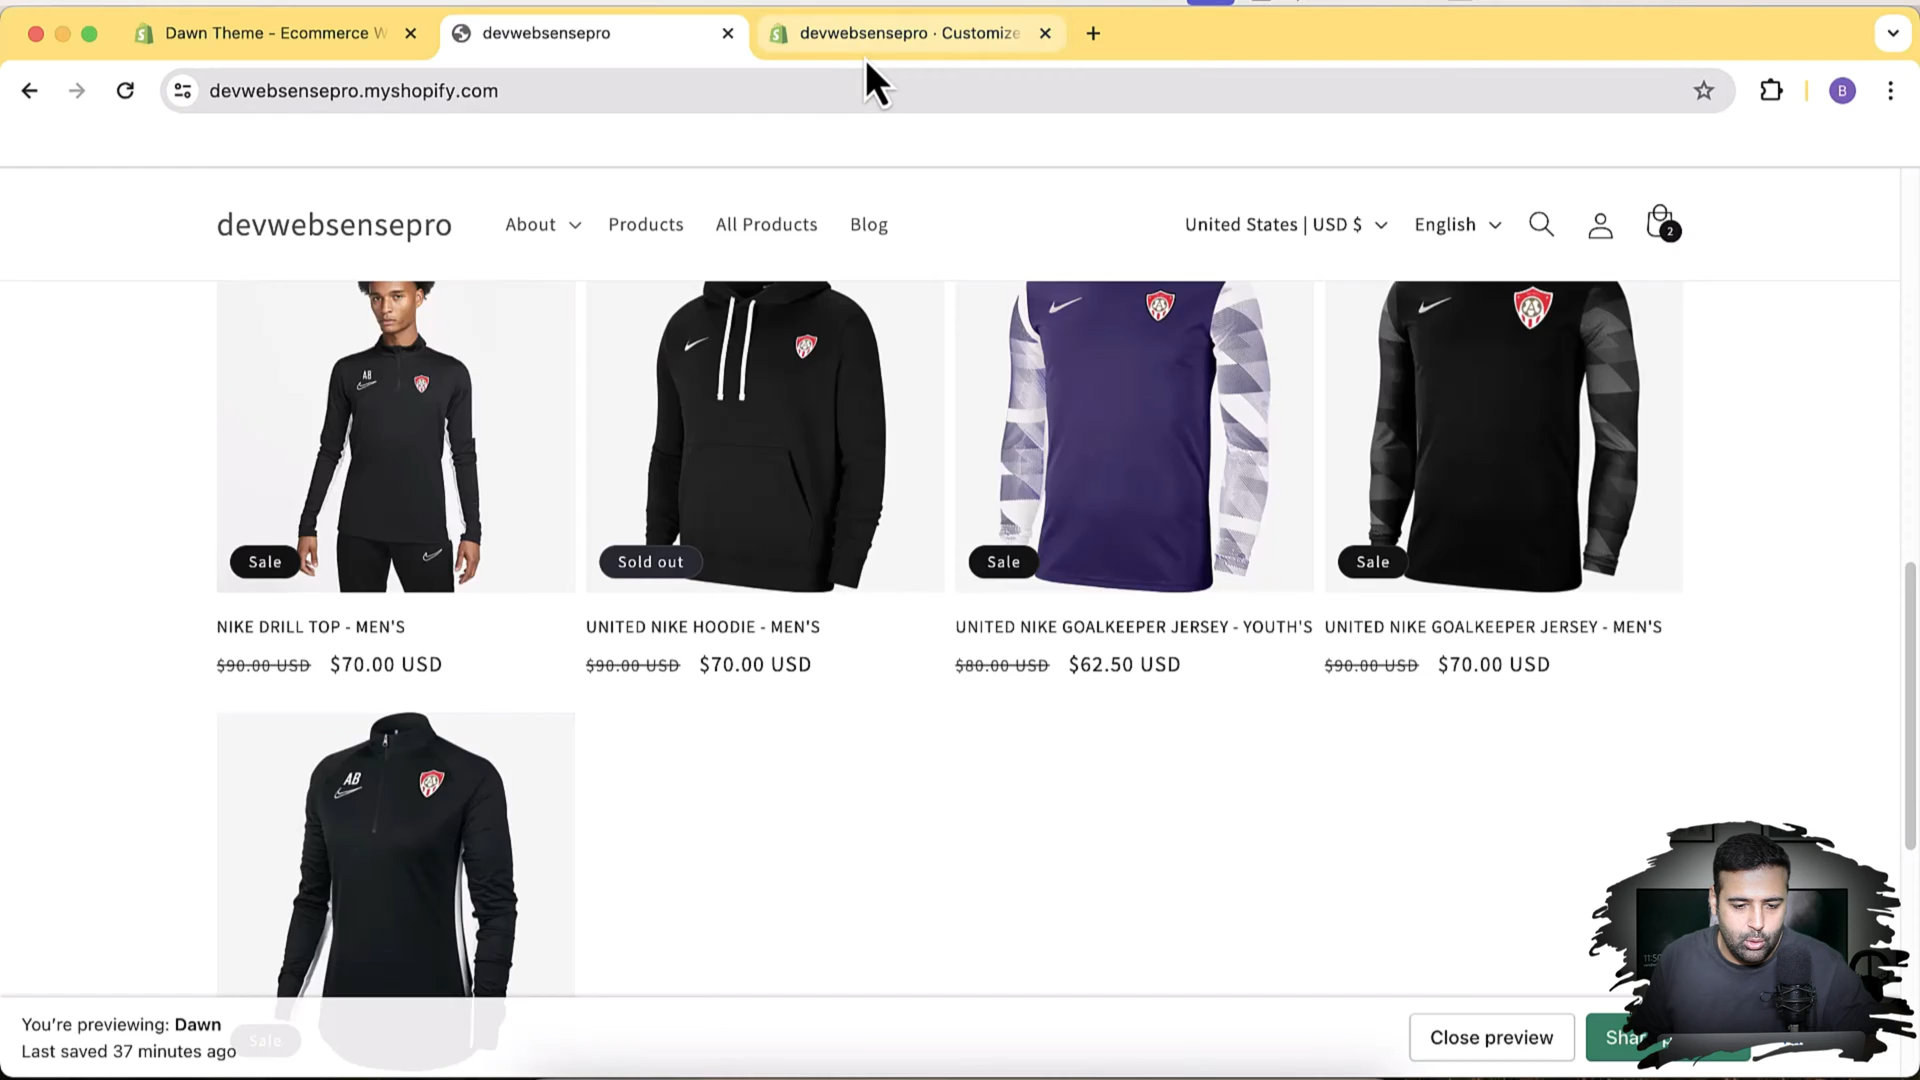 Dawn Theme - Ecommerce W
devwebsensepro
devwebsensepro · Customize
devwebsensepro.myshopify.com
B
devwebsensepro
About
Products
All Products
Blog
United States | USD $
English
2
AB
Sale
Sold out
Sale
Sale
NIKE DRILL TOP - MEN'S
UNITED NIKE HOODIE - MEN'S
UNITED NIKE GOALKEEPER JERSEY - YOUTH'S
UNITED NIKE GOALKEEPER JERSEY - MEN'S
$90.00 USD $70.00 USD
$90.00 USD $70.00 USD
$80.00 USD $62.50 USD
$90.00 USD $70.00 USD
AB
You're previewing: Dawn
Last saved 37 minutes ago
Sale
Close preview